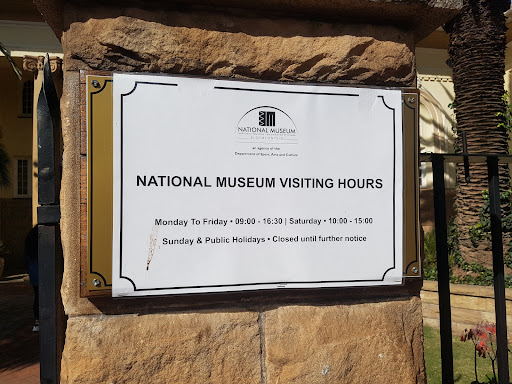 NATIONAL MUSEUM
BLOEMFONTEIN
an agency of the
Department of Sport, Arts and Culture
NATIONAL MUSEUM VISITING HOURS
Monday To Friday • 09:00 - 16:30 | Saturday • 10:00 - 15:00
Sunday & Public Holidays • Closed until further notice